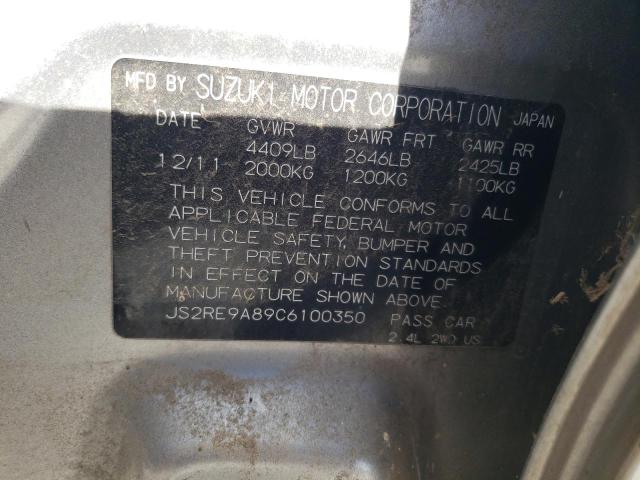 MFD BY SUZUKI MOTOR CORPORATION JAPAN
DATE GVWR GAWR FRT GAWR RR
12/11 4409LB 2646LB 2425LB
2000KG 1200KG 1100KG
THIS VEHICLE CONFORMS TO ALL
APPLICABLE FEDERAL MOTOR
VEHICLE SAFETY, BUMPER AND
THEFT PREVENTION STANDARDS
IN EFFECT ON THE DATE OF
MANUFACTURE SHOWN ABOVE.
JS2RE9A89C6100350 PASS CAR
2.4L 2WD US